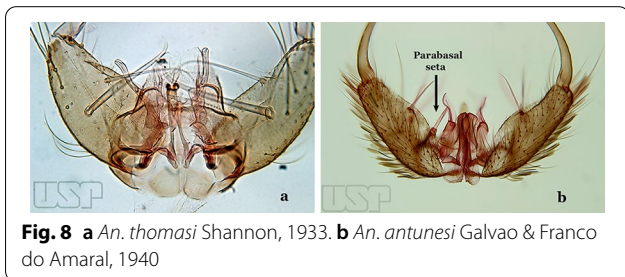 Parabasal
seta
USP
a
USP
b
Fig. 8 a An. thomasi Shannon, 1933. b An. antunesi Galvao & Franco
do Amaral, 1940